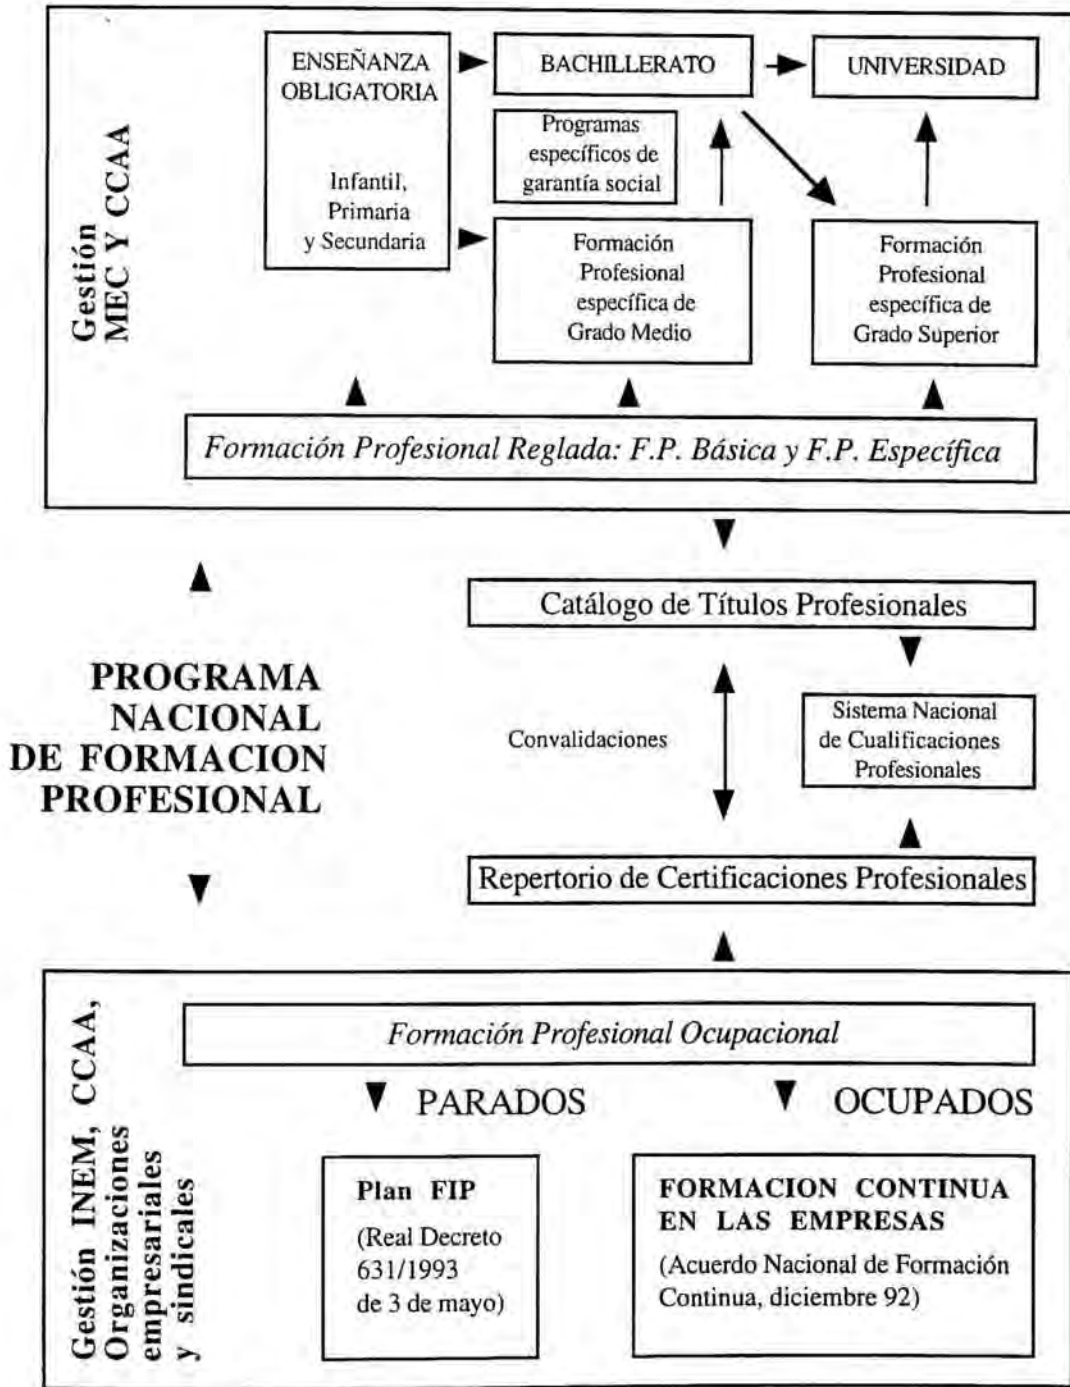 Gestión
MEC Y CCAA
ENSEÑANZA
OBLIGATORIA
Infantil,
Primaria
y Secundaria
BACHILLERATO
UNIVERSIDAD
Programas
específicos de
garantía social
Formación
Profesional
específica de
Grado Medio
Formación
Profesional
específica de
Grado Superior
Formación Profesional Reglada: F.P. Básica y F.P. Específica
Catálogo de Títulos Profesionales
PROGRAMA
NACIONAL
DE FORMACION
PROFESIONAL
Convalidaciones
Sistema Nacional
de Cualificaciones
Profesionales
Repertorio de Certificaciones Profesionales
Gestión INEM, CCAA,
Organizaciones
empresariales
y sindicales
Formación Profesional Ocupacional
PARADOS
OCUPADOS
Plan FIP
(Real Decreto
631/1993
de 3 de mayo)
FORMACION CONTINUA
EN LAS EMPRESAS
(Acuerdo Nacional de Formación
Continua, diciembre 92)